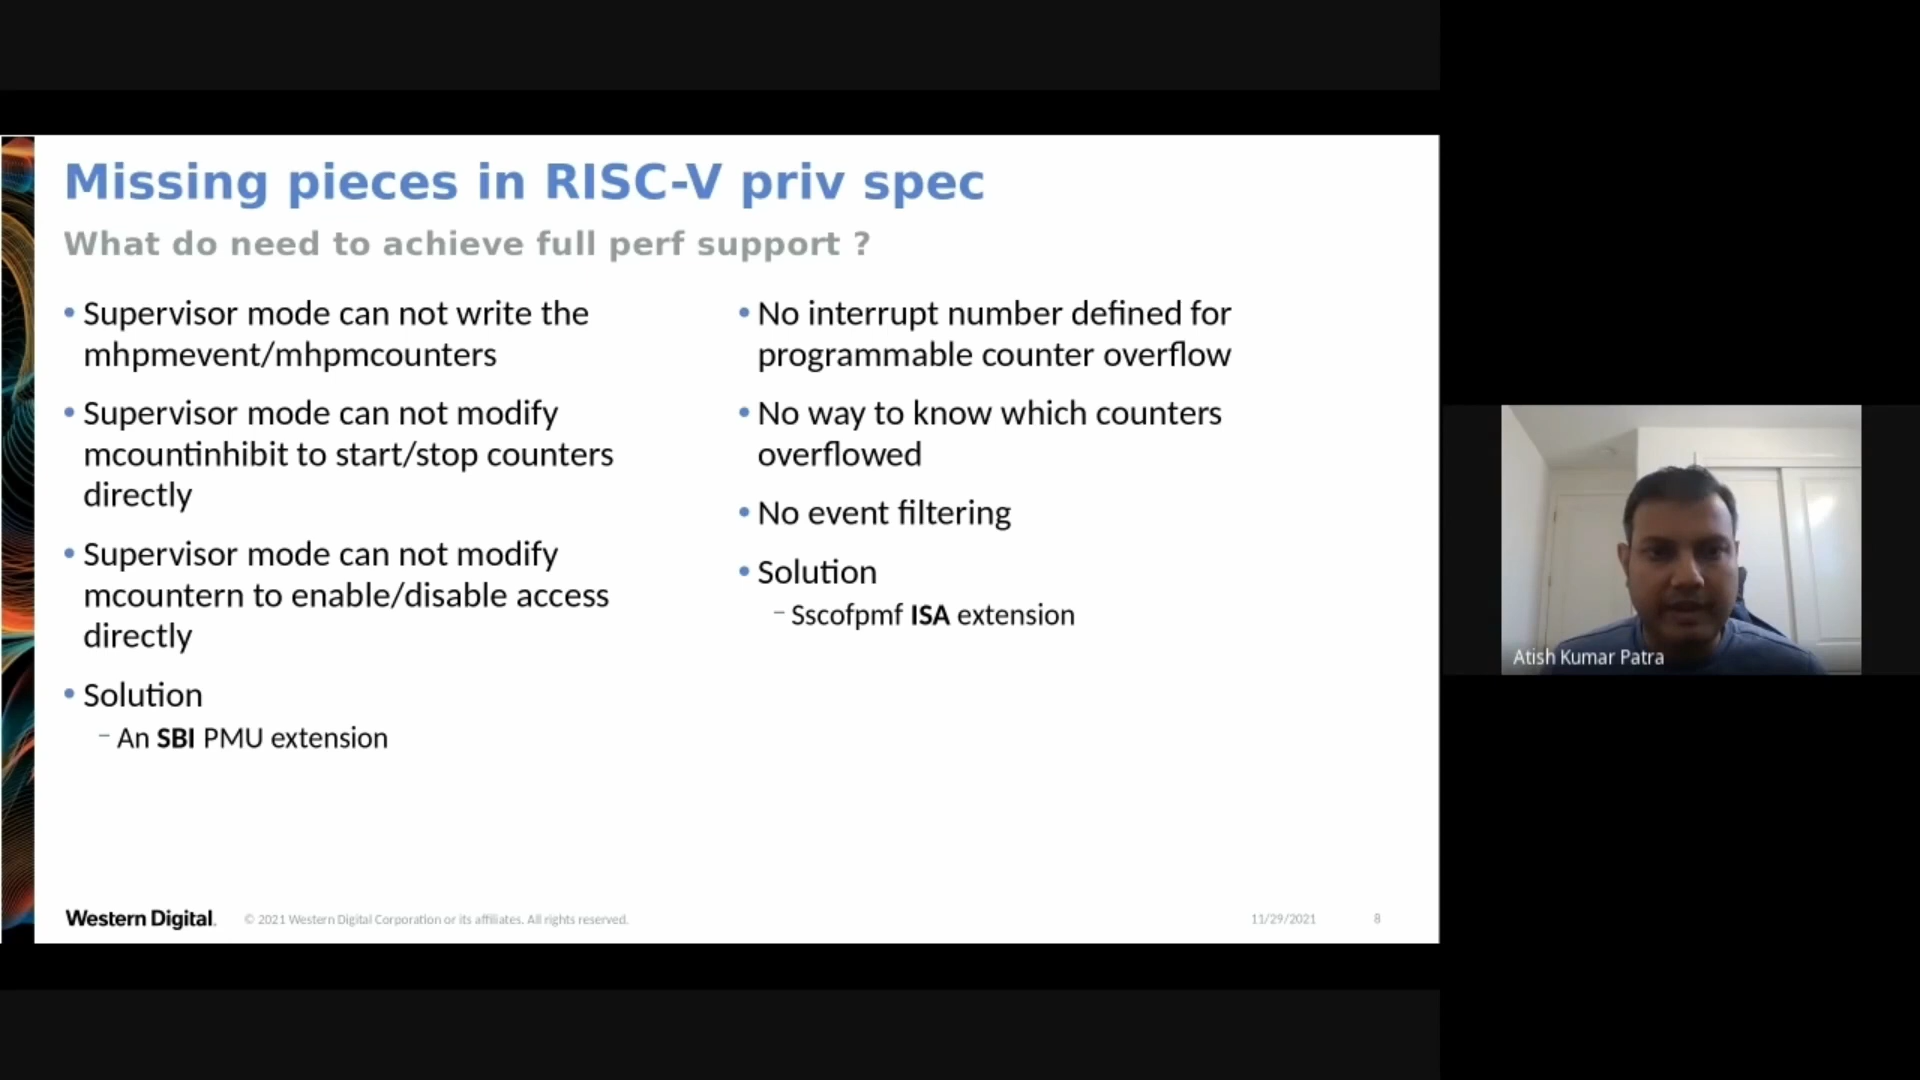 Missing pieces in RISC-V priv spec
What do need to achieve full perf support ?
• Supervisor mode can not write the
mhpmevent/mhpmcounters
• Supervisor mode can not modify
mcountinhibit to start/stop counters
directly
• Supervisor mode can not modify
mcountern to enable/disable access
directly
• Solution
– An SBI PMU extension
• No interrupt number defined for
programmable counter overflow
• No way to know which counters
overflowed
• No event filtering
• Solution
– Sscofpmf ISA extension
Western Digital.
© 2021 Western Digital Corporation or its affiliates. All rights reserved.
11/29/2021
8
Atish Kumar Patra